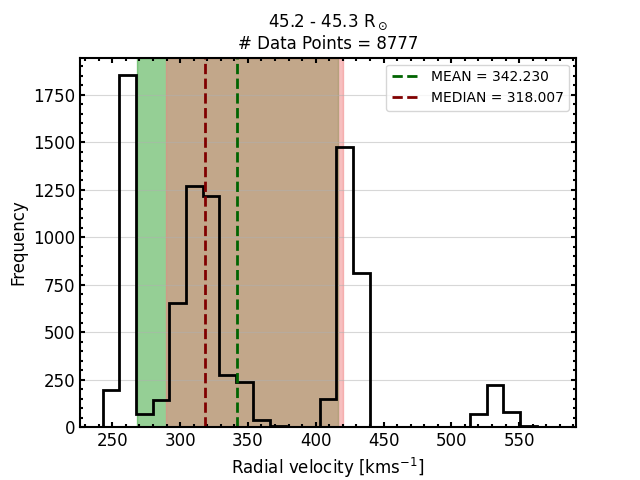 45.2 - 45.3 R⊙
# Data Points = 8777
MEAN = 342.230
MEDIAN = 318.007
Frequency
1750
1500
1250
1000
750
500
250
0
250 300 350 400 450 500 550
Radial velocity [kms⁻¹]